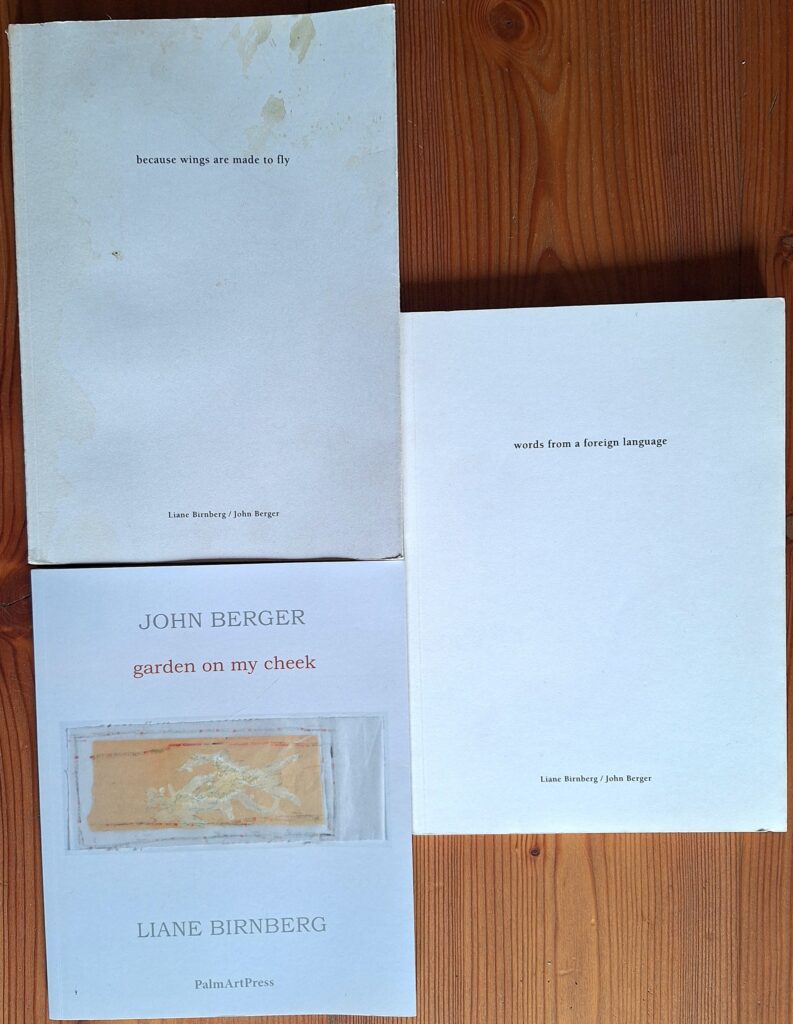 because wings are made to fly
Liane Birnberg / John Berger
words from a foreign language
Liane Birnberg / John Berger
JOHN BERGER
garden on my cheek
LIANE BIRNBERG
PalmArtPress